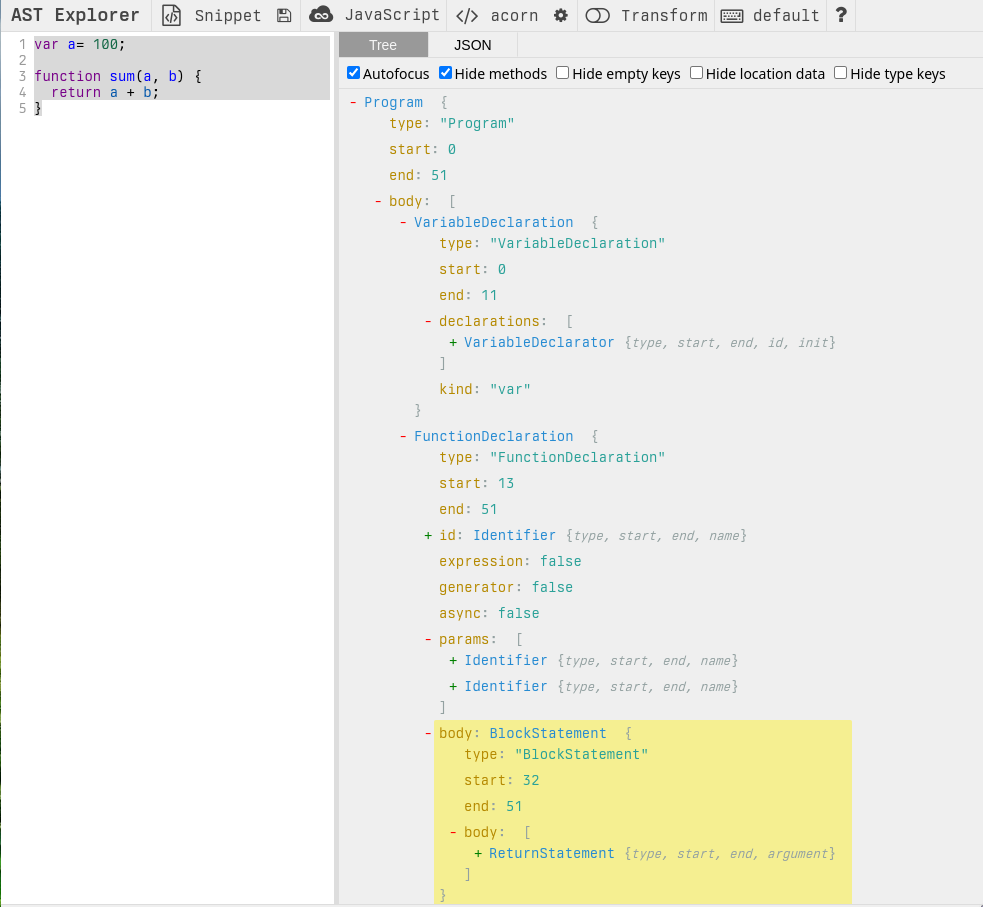 AST Explorer Snippet JavaScript </> acorn Transform default ?
Tree JSON
Autofocus Hide methods Hide empty keys Hide location data Hide type keys
1 var a= 100;
2
3 function sum(a, b) {
4   return a + b;
5 }
- Program {
type: "Program"
start: 0
end: 51
- body: [
- VariableDeclaration {
type: "VariableDeclaration"
start: 0
end: 11
- declarations: [
+ VariableDeclarator {type, start, end, id, init}
]
kind: "var"
}
- FunctionDeclaration {
type: "FunctionDeclaration"
start: 13
end: 51
+ id: Identifier {type, start, end, name}
expression: false
generator: false
async: false
- params: [
+ Identifier {type, start, end, name}
+ Identifier {type, start, end, name}
]
- body: BlockStatement {
type: "BlockStatement"
start: 32
end: 51
- body: [
+ ReturnStatement {type, start, end, argument}
]
}